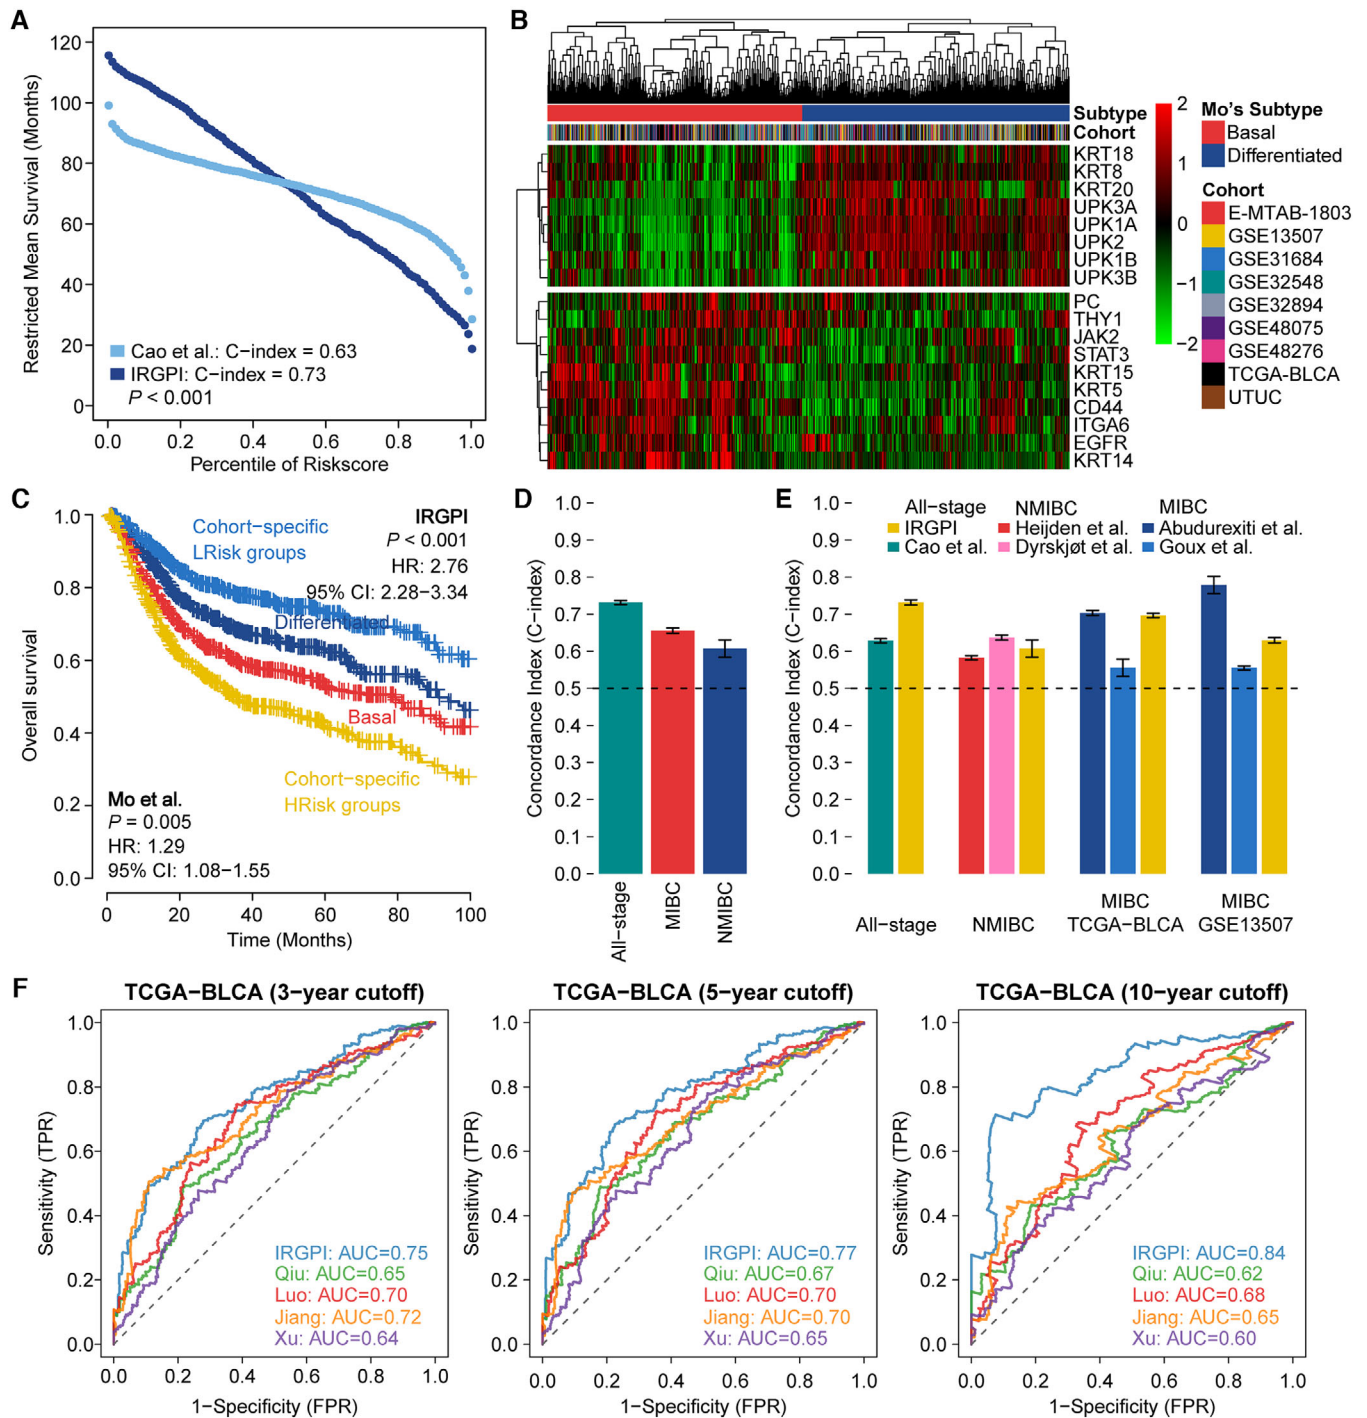 A
Restricted Mean Survival (Months)
120
100
80
60
40
20
0
Cao et al.: C−index = 0.63
IRGPI: C−index = 0.73
P < 0.001
0.0 0.2 0.4 0.6 0.8 1.0
Percentile of Riskscore
B
Subtype
Cohort
KRT18
KRT8
KRT20
UPK3A
UPK1A
UPK2
UPK1B
UPK3B
PC
THY1
JAK2
STAT3
KRT15
KRT5
CD44
ITGA6
EGFR
KRT14
2
1
0
−1
−2
Mo's Subtype
Basal
Differentiated
Cohort
E−MTAB−1803
GSE13507
GSE31684
GSE32548
GSE32894
GSE48075
GSE48276
TCGA−BLCA
UTUC
C
Overall survival
1.0
0.8
0.6
0.4
0.2
0.0
Cohort−specific
LRisk groups
IRGPI
P < 0.001
HR: 2.76
95% CI: 2.28−3.34
Differentiated
Basal
Cohort−specific
HRisk groups
Mo et al.
P = 0.005
HR: 1.29
95% CI: 1.08−1.55
0 20 40 60 80 100
Time (Months)
D
Concordance Index (C−index)
1.0
0.9
0.8
0.7
0.6
0.5
0.4
0.3
0.2
0.1
0.0
All−stage
MIBC
NMIBC
E
Concordance Index (C−index)
1.0
0.9
0.8
0.7
0.6
0.5
0.4
0.3
0.2
0.1
0.0
All−stage
IRGPI
Cao et al.
NMIBC
Heijden et al.
Dyrskjøt et al.
MIBC
Abudurexiti et al.
Goux et al.
All−stage
NMIBC
MIBC
TCGA−BLCA
MIBC
GSE13507
F
TCGA−BLCA (3−year cutoff)
Sensitivity (TPR)
1.0
0.8
0.6
0.4
0.2
0.0
IRGPI: AUC=0.75
Qiu: AUC=0.65
Luo: AUC=0.70
Jiang: AUC=0.72
Xu: AUC=0.64
0.0 0.2 0.4 0.6 0.8 1.0
1−Specificity (FPR)
TCGA−BLCA (5−year cutoff)
Sensitivity (TPR)
1.0
0.8
0.6
0.4
0.2
0.0
IRGPI: AUC=0.77
Qiu: AUC=0.67
Luo: AUC=0.70
Jiang: AUC=0.70
Xu: AUC=0.65
0.0 0.2 0.4 0.6 0.8 1.0
1−Specificity (FPR)
TCGA−BLCA (10−year cutoff)
Sensitivity (TPR)
1.0
0.8
0.6
0.4
0.2
0.0
IRGPI: AUC=0.84
Qiu: AUC=0.62
Luo: AUC=0.68
Jiang: AUC=0.65
Xu: AUC=0.60
0.0 0.2 0.4 0.6 0.8 1.0
1−Specificity (FPR)